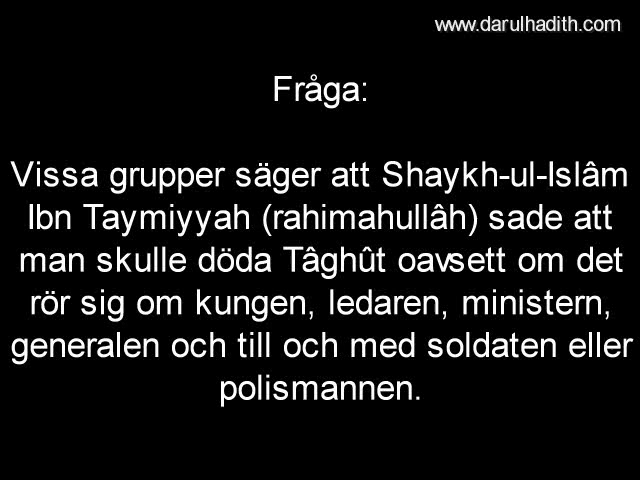 www.darulhadith.com
Fråga:
Vissa grupper säger att Shaykh-ul-Islâm
Ibn Taymiyyah (rahimahullâh) sade att
man skulle döda Tâghût oavsett om det
rör sig om kungen, ledaren, ministern,
generalen och till och med soldaten eller
polismannen.